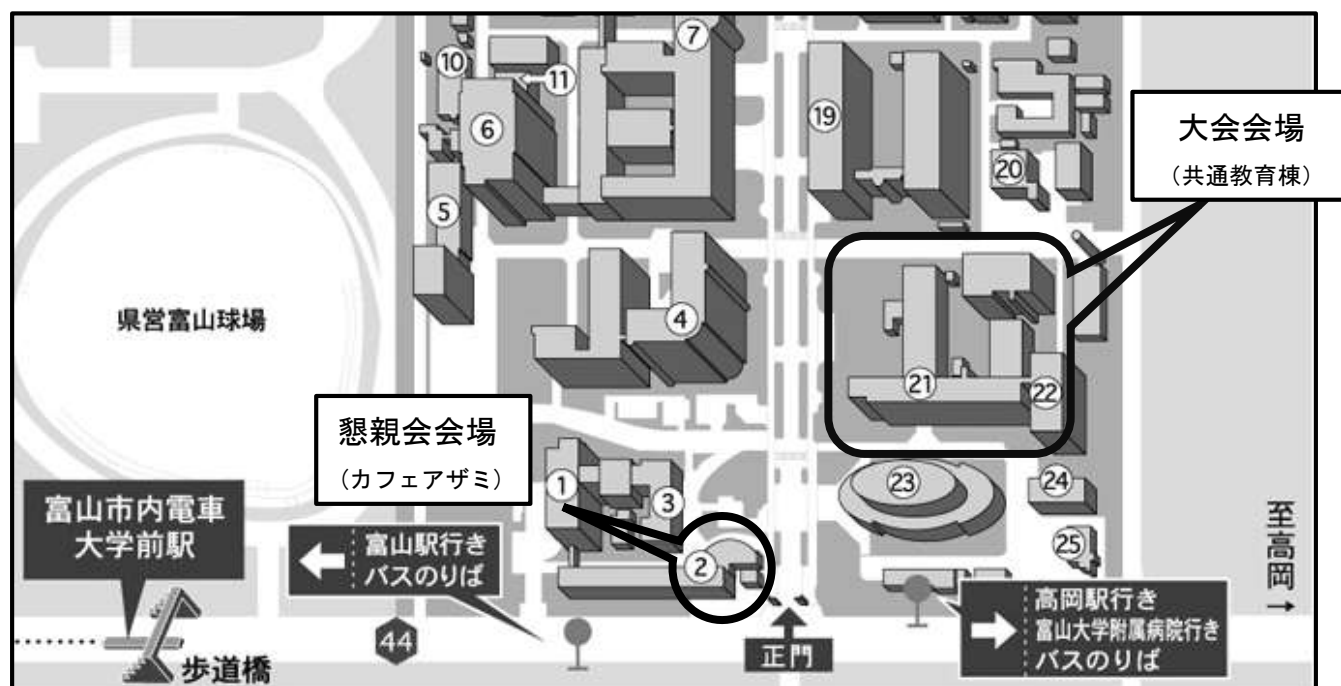 ⑦
⑩
⑪
⑥
⑲
大会会場
（共通教育棟）
⑳
⑤
県営富山球場
④
㉑
㉒
懇親会会場
（カフェアザミ）
①
③
㉓
㉔
富山市内電車
大学前駅
富山駅行き
バスのりば
②
㉕
至高岡→
高岡駅行き
富山大学附属病院行き
バスのりば
44
正門
歩道橋